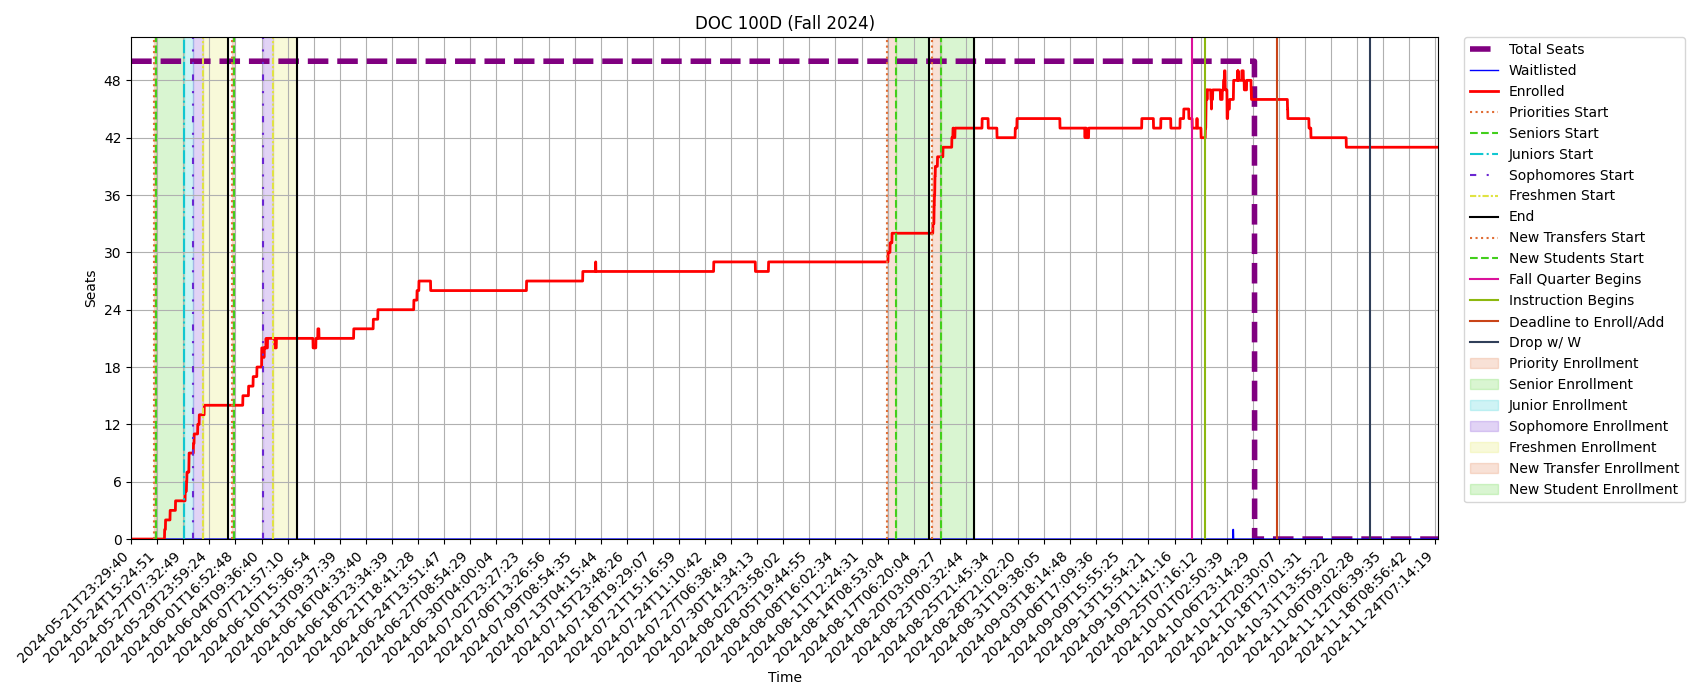 DOC 100D (Fall 2024)
Seats
48
42
36
30
24
18
12
6
0
2024-05-21T23:29:40
2024-05-24T15:24:51
2024-05-27T07:32:49
2024-05-29T23:59:24
2024-06-01T16:52:48
2024-06-04T09:36:40
2024-06-07T21:57:10
2024-06-10T15:36:54
2024-06-13T09:37:39
2024-06-16T04:33:40
2024-06-18T23:34:39
2024-06-21T18:41:28
2024-06-24T13:51:47
2024-06-27T08:54:29
2024-06-30T04:00:04
2024-07-02T23:27:23
2024-07-06T13:26:56
2024-07-09T08:54:35
2024-07-13T04:15:44
2024-07-15T23:48:26
2024-07-18T19:29:07
2024-07-21T15:16:59
2024-07-24T11:10:42
2024-07-27T06:38:49
2024-07-30T14:34:13
2024-08-02T23:58:02
2024-08-05T19:44:55
2024-08-08T16:02:34
2024-08-11T12:24:31
2024-08-14T08:53:04
2024-08-17T06:20:04
2024-08-20T03:09:27
2024-08-23T00:32:44
2024-08-25T21:45:34
2024-08-28T21:02:20
2024-08-31T19:38:05
2024-09-03T18:14:48
2024-09-06T17:09:36
2024-09-09T15:55:25
2024-09-13T15:54:21
2024-09-19T11:41:16
2024-09-25T07:16:12
2024-10-01T02:50:39
2024-10-06T23:14:29
2024-10-12T20:30:07
2024-10-18T17:01:31
2024-10-31T13:55:22
2024-11-06T09:02:28
2024-11-12T06:39:35
2024-11-18T08:56:42
2024-11-24T07:14:19
Time
Total Seats
Waitlisted
Enrolled
Priorities Start
Seniors Start
Juniors Start
Sophomores Start
Freshmen Start
End
New Transfers Start
New Students Start
Fall Quarter Begins
Instruction Begins
Deadline to Enroll/Add
Drop w/ W
Priority Enrollment
Senior Enrollment
Junior Enrollment
Sophomore Enrollment
Freshmen Enrollment
New Transfer Enrollment
New Student Enrollment